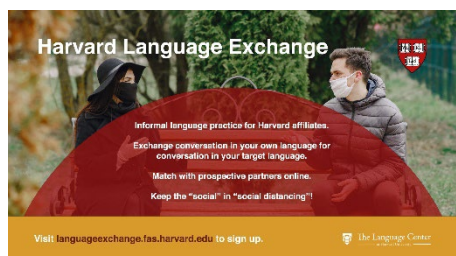 Harvard Language Exchange
Informal language practice for Harvard affiliates.
Exchange conversation in your own language for
conversation in your target language.
Match with prospective partners online.
Keep the “social” in “social distancing”!
Visit languageexchange.fas.harvard.edu to sign up.
The Language Center